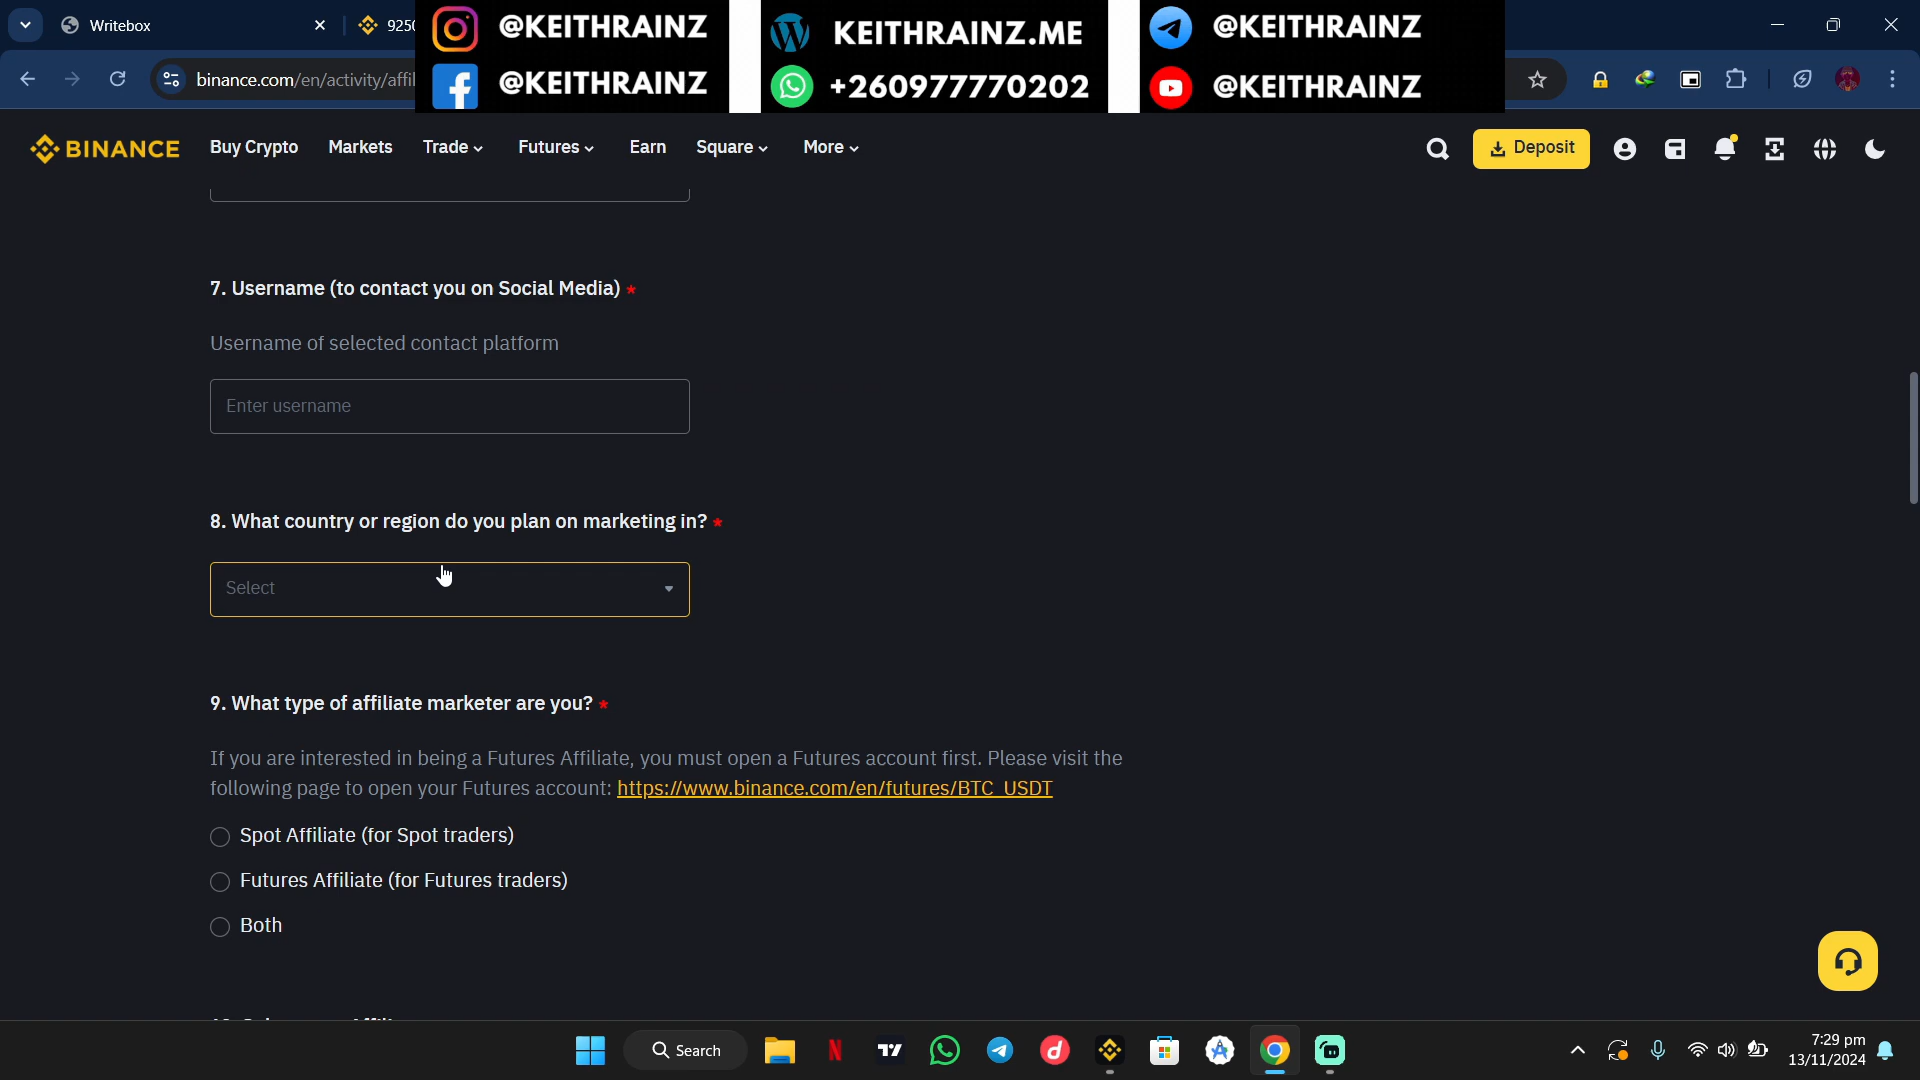 Writebox
9250
@KEITHRAINZ
KEITHRAINZ.ME
@KEITHRAINZ
binance.com/en/activity/affil
@KEITHRAINZ
+260977770202
@KEITHRAINZ
BINANCE
Buy Crypto
Markets
Trade
Futures
Earn
Square
More
Deposit
7. Username (to contact you on Social Media) *
Username of selected contact platform
Enter username
8. What country or region do you plan on marketing in? *
Select
9. What type of affiliate marketer are you? *
If you are interested in being a Futures Affiliate, you must open a Futures account first. Please visit the
following page to open your Futures account: https://www.binance.com/en/futures/BTC_USDT
Spot Affiliate (for Spot traders)
Futures Affiliate (for Futures traders)
Both
Search
7:29 pm
13/11/2024